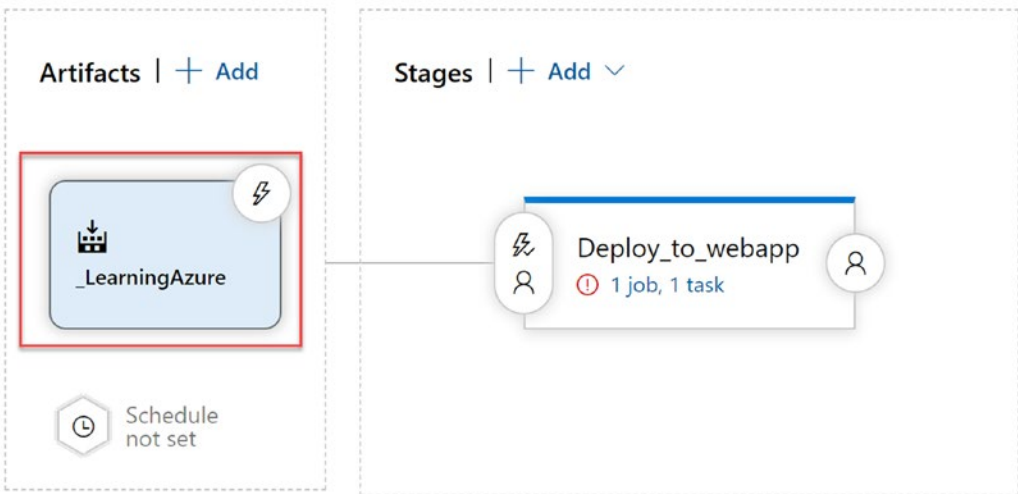 Artifacts | + Add
Stages | + Add
_LearningAzure
Deploy_to_webapp
1 job, 1 task
Schedule
not set